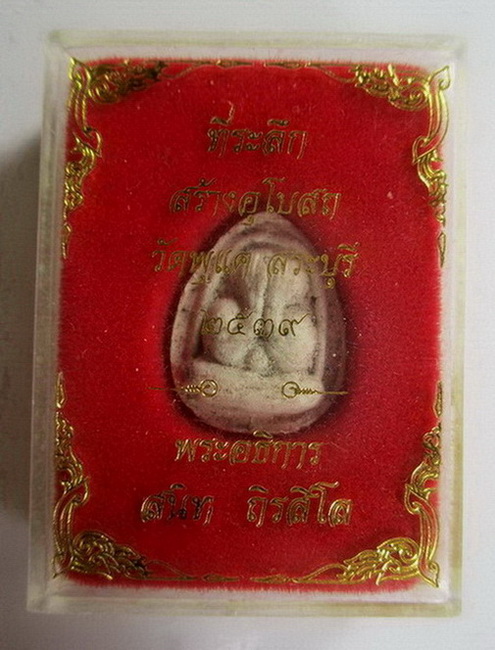 ที่ระลึก
สร้างอุโบสถ
วัดพุแค สระบุรี
๒๕๓๙
พระอธิการ
สนิท ถิรสีโล